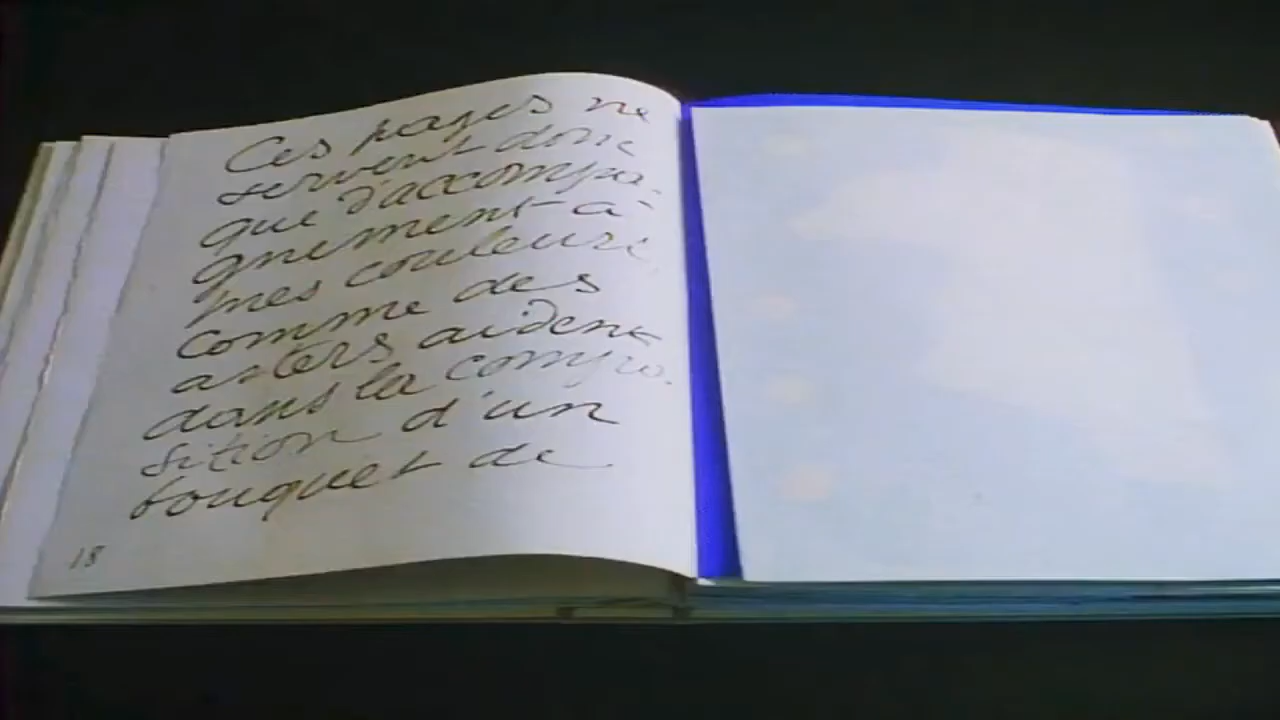 Ces pages ne
servent donc
que d'accompa-
gnement à
mes couleurs,
comme des
asters aident
dans la compo-
sition d'un
bouquet de
18